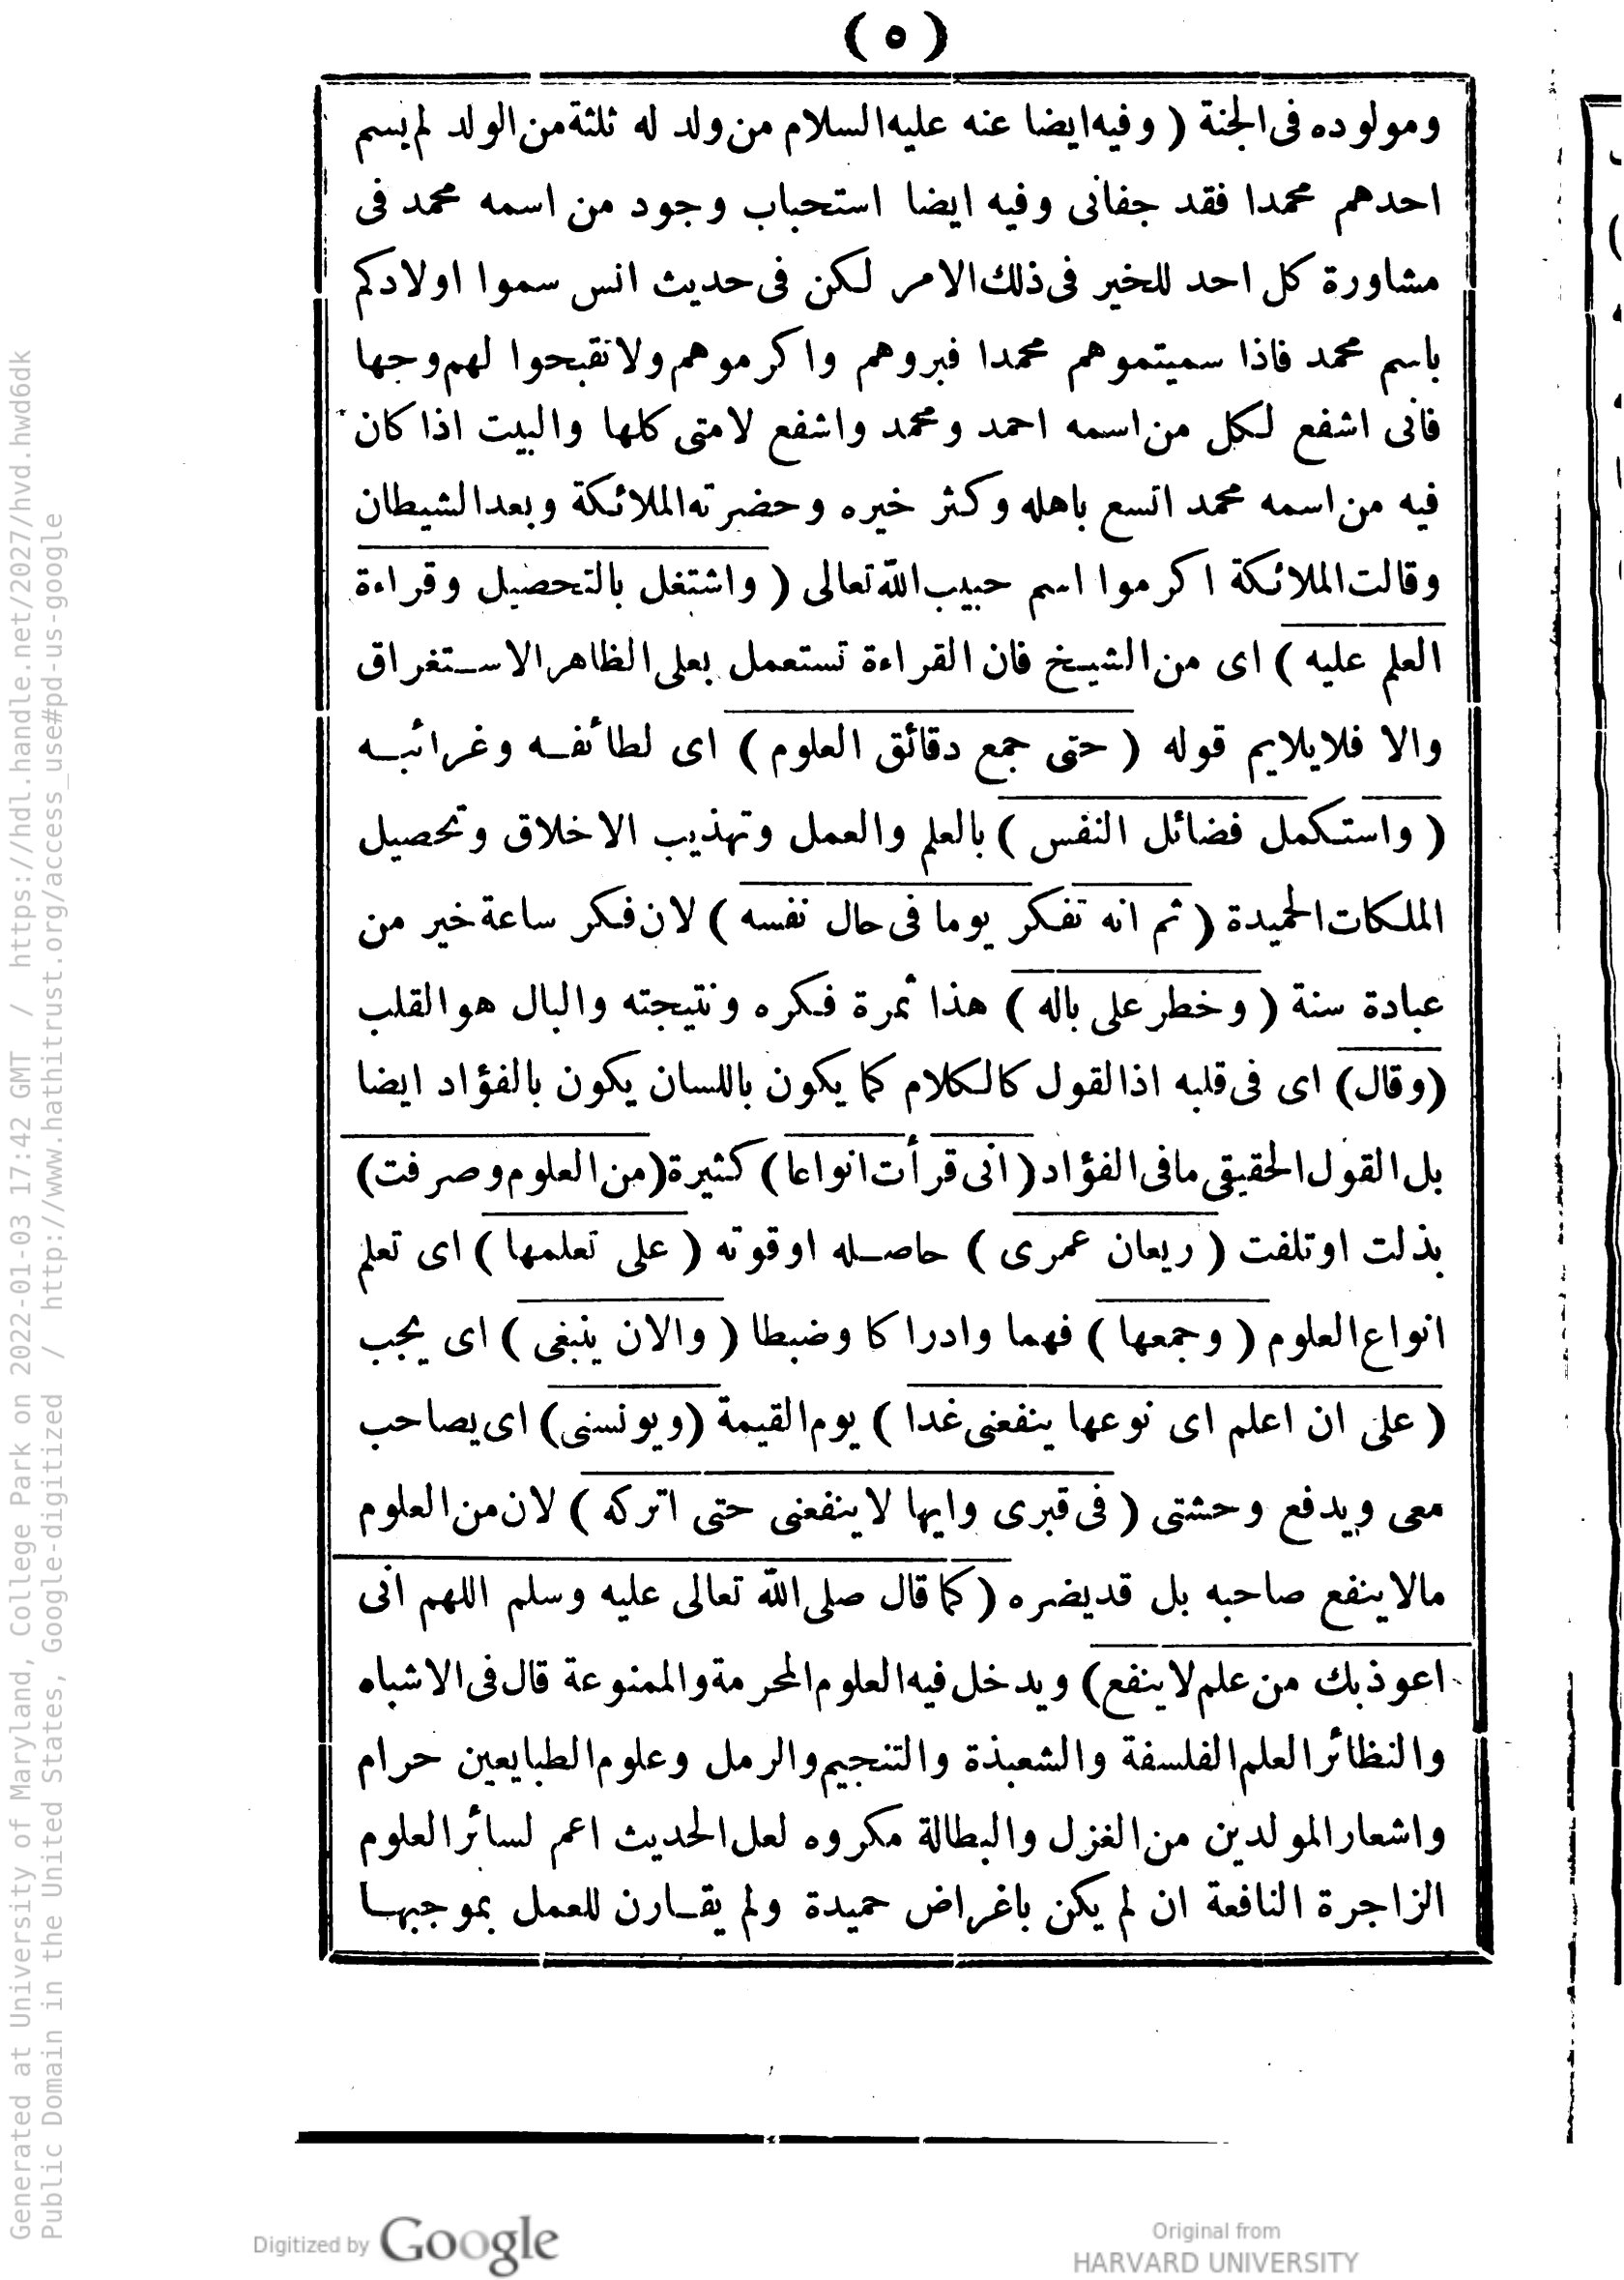 ( ٥ )
ومولوده فى الجنة ( وفيه ايضا عنه عليه السلام من ولد له ثلثة من الولد لم يسم
احدهم محمدا فقد جفانى وفيه ايضا استحباب وجود من اسمه محمد فى
مشاورة كل احد للخير فى ذلك الامر لكن فى حديث انس سموا اولادكم
باسم محمد فاذا سميتموهم محمدا فبروهم واكرموهم ولا تقبحوا لهم وجها
فانى اشفع لكل من اسمه احمد ومحمد واشفع لامتى كلها والبيت اذا كان
فيه من اسمه محمد اتسع باهله وكثر خيره وحضرته الملائكة وبعد الشيطان
وقالت الملائكة اكرموا اسم حبيب الله تعالى ( واشتغل بالتحصيل وقراءة
العلم عليه ) اى من الشيخ فان القراءة تستعمل بعلى الظاهر الاستغراق
والا فلا يلايم قوله ( حتى جمع دقائق العلوم ) اى لطائفه وغرائبه
( واستكمل فضائل النفس ) بالعلم والعمل وتهذيب الاخلاق وتحصيل
الملكات الحميدة ( ثم انه تفكر يوما فى حال نفسه ) لان فكر ساعة خير من
عبادة سنة ( وخطر على باله ) هذا ثمرة فكره ونتيجته والبال هو القلب
(وقال) اى فى قلبه اذا لقول كالكلام كما يكون باللسان يكون بالفؤاد ايضا
بل القول الحقيقى مافى الفؤاد ( انى قرأت انواعا ) كثيرة (من العلوم وصرفت)
بذلت اوتلفت ( ريعان عمرى ) حاصله اوقوته ( على تعلمها ) اى تعلم
انواع العلوم ( وجمعها ) فهما وادراكا وضبطا ( والان ينبغى ) اى يجب
( على ان اعلم اى نوعها ينفعنى غدا ) يوم القيمة (ويونسنى) اى يصاحب
معى ويدفع وحشتى ( فى قبرى وايها لاينفعنى حتى اتركه ) لان من العلوم
مالاينفع صاحبه بل قديضره ( كما قال صلى الله تعالى عليه وسلم اللهم انى
اعوذبك من علم لاينفع) ويدخل فيه العلوم المحرمة والممنوعة قال فى الاشباه
والنظائر العلم الفلسفة والشعبذة والتنجيم والرمل وعلوم الطبايعين حرام
واشعار المولدين من الغزل والبطالة مكروه لعل الحديث اعم لسائر العلوم
الزاجرة النافعة ان لم يكن باغراض حميدة ولم يقارن للعمل بموجبها
Generated at University of Maryland, College Park on 2022-01-03 17:42 GMT / https://hdl.handle.net/2027/hvd.hwd6dk
Public Domain in the United States, Google-digitized / http://www.hathitrust.org/access_use#pd-us-google
Digitized by Google
Original from
HARVARD UNIVERSITY